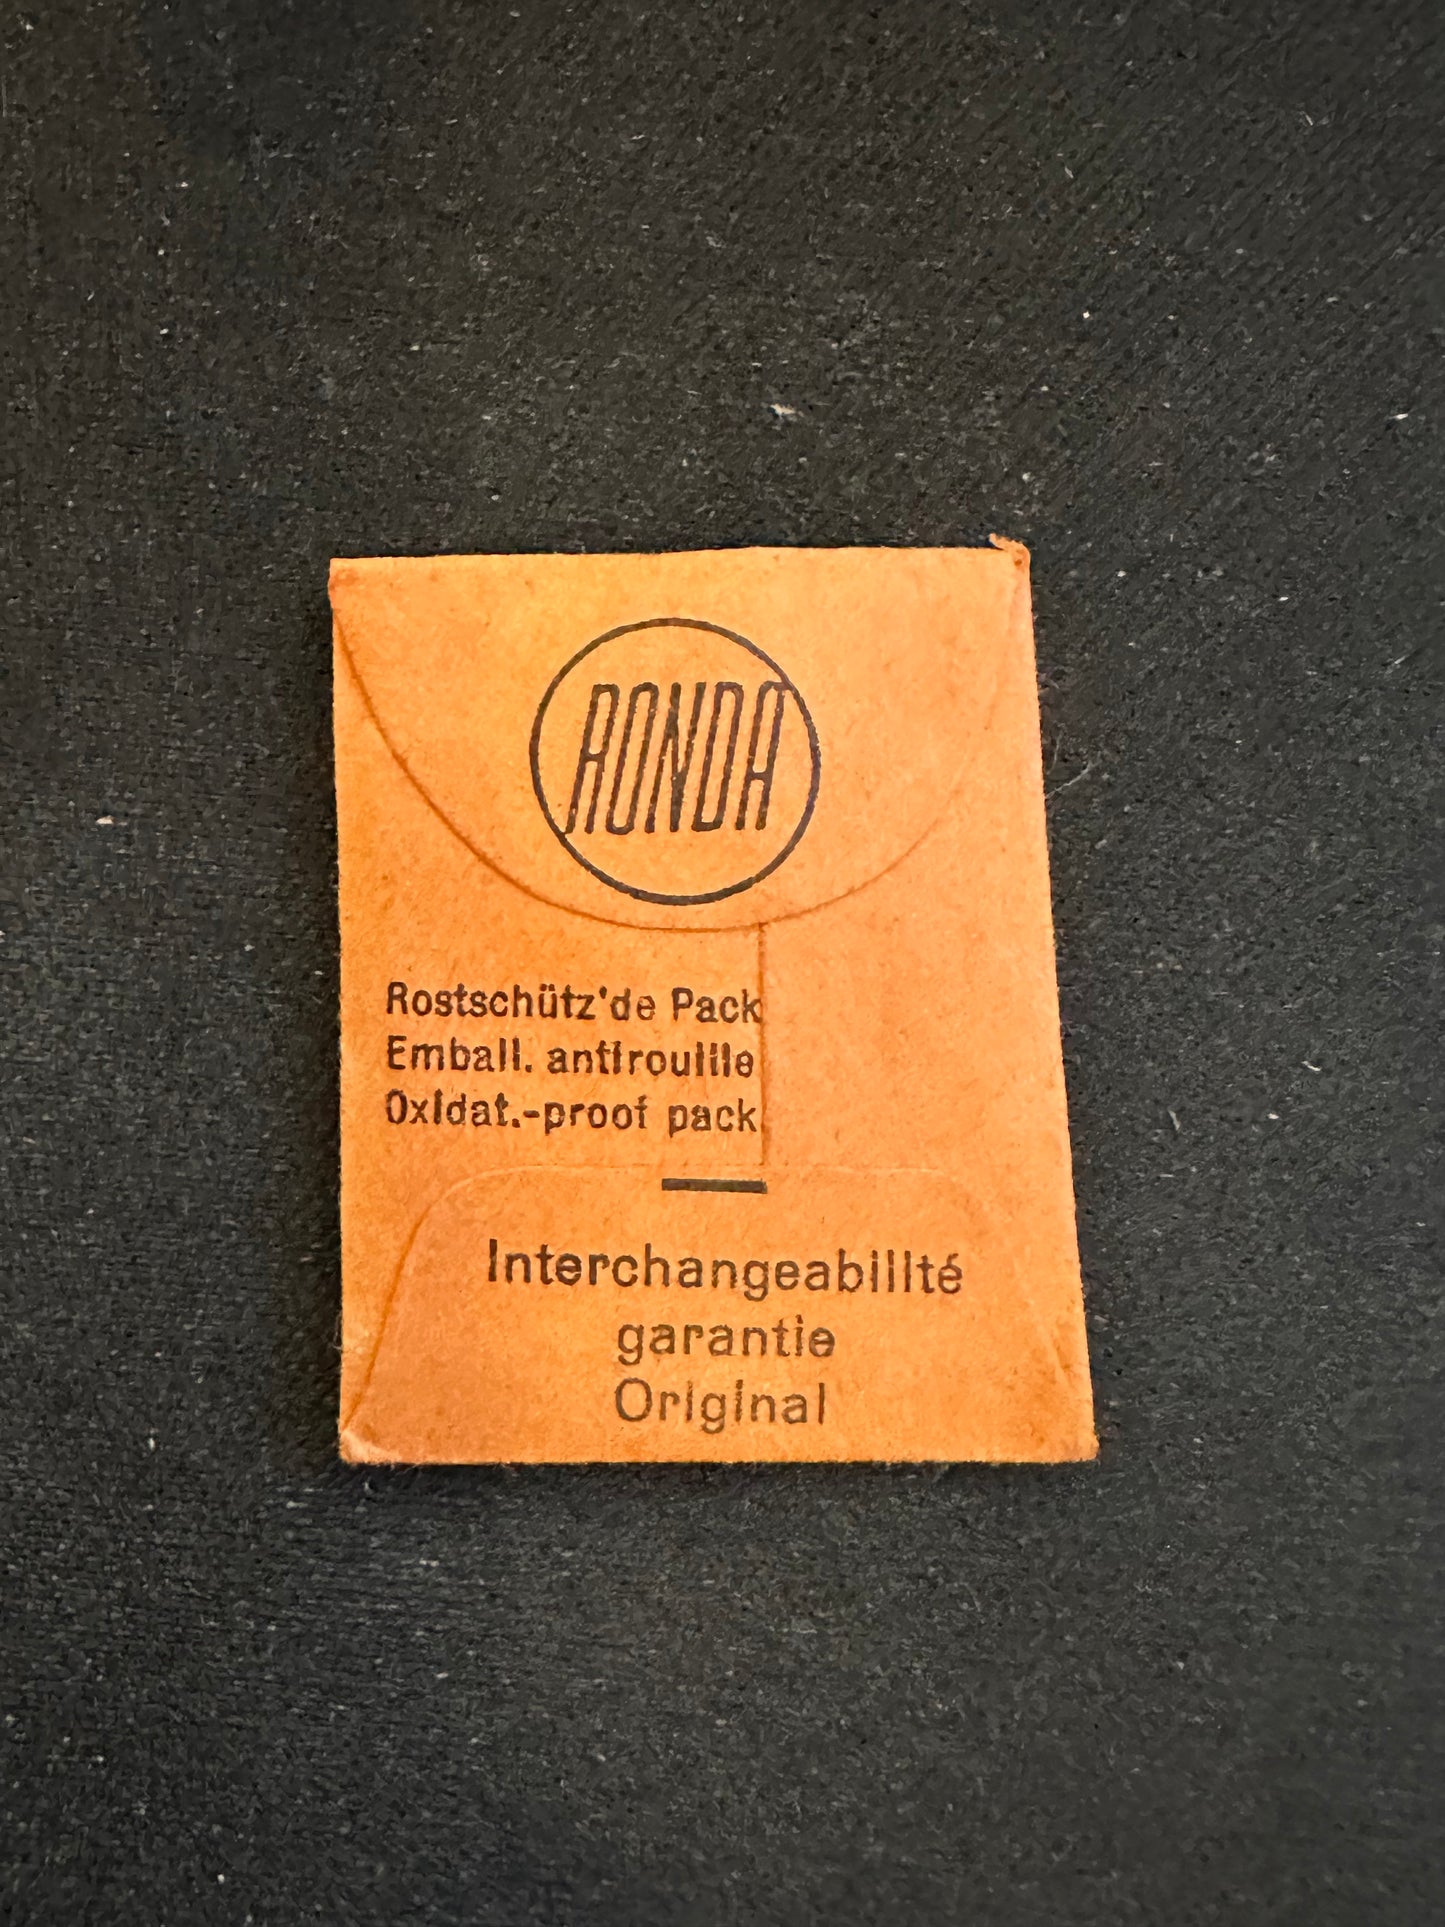 RONDA
Rostschütz'de Pack
Emball. antirouille
Oxidat.-proof pack
Interchangeabilité
garantie
Original